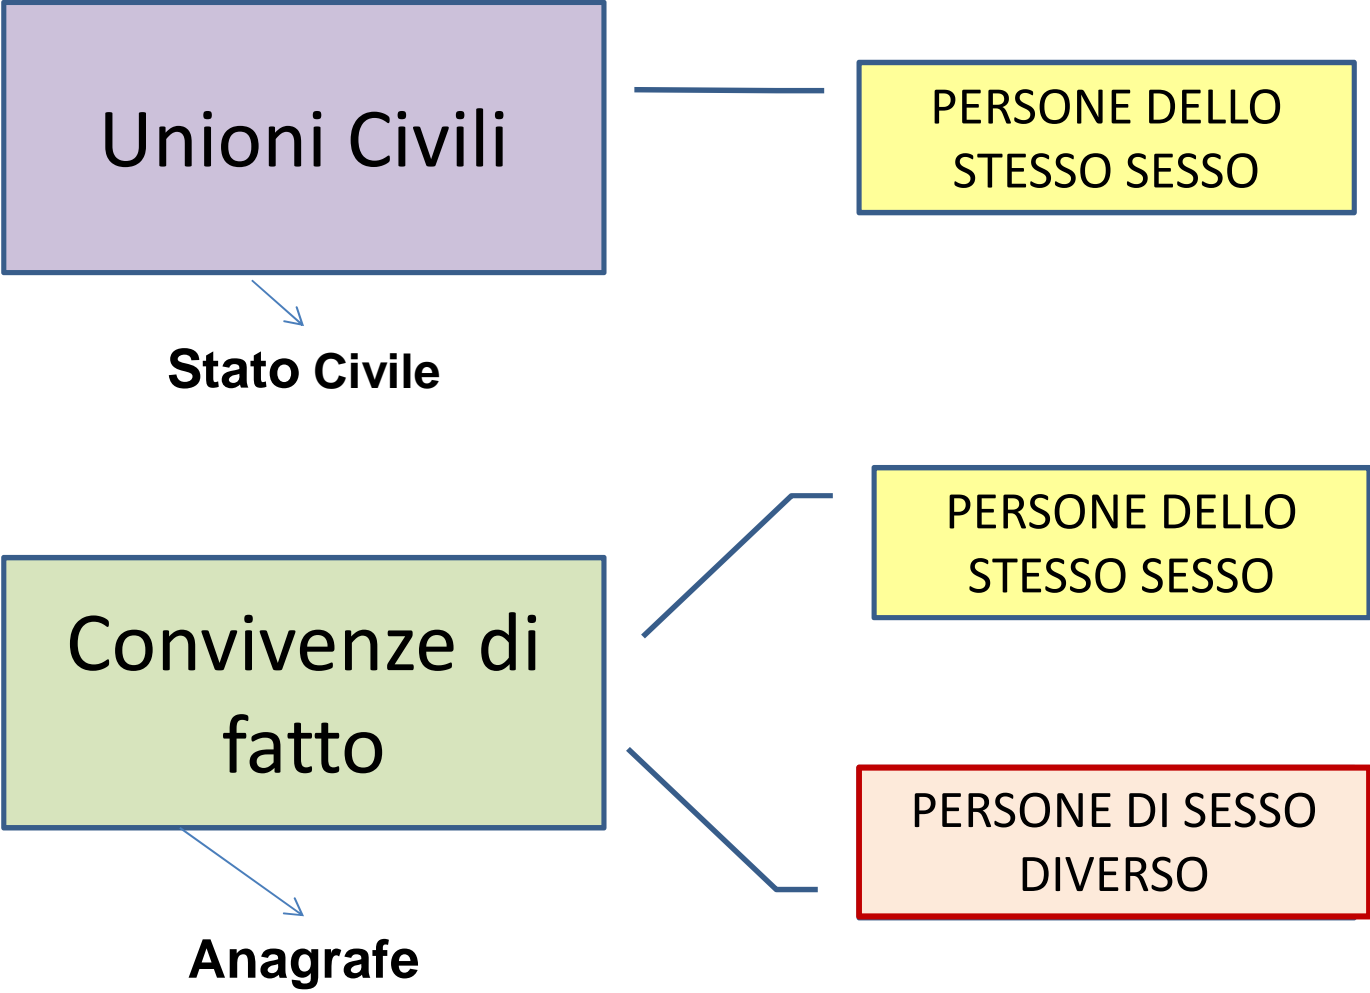 Unioni Civili
PERSONE DELLO
STESSO SESSO
Stato Civile
Convivenze di
fatto
PERSONE DELLO
STESSO SESSO
PERSONE DI SESSO
DIVERSO
Anagrafe